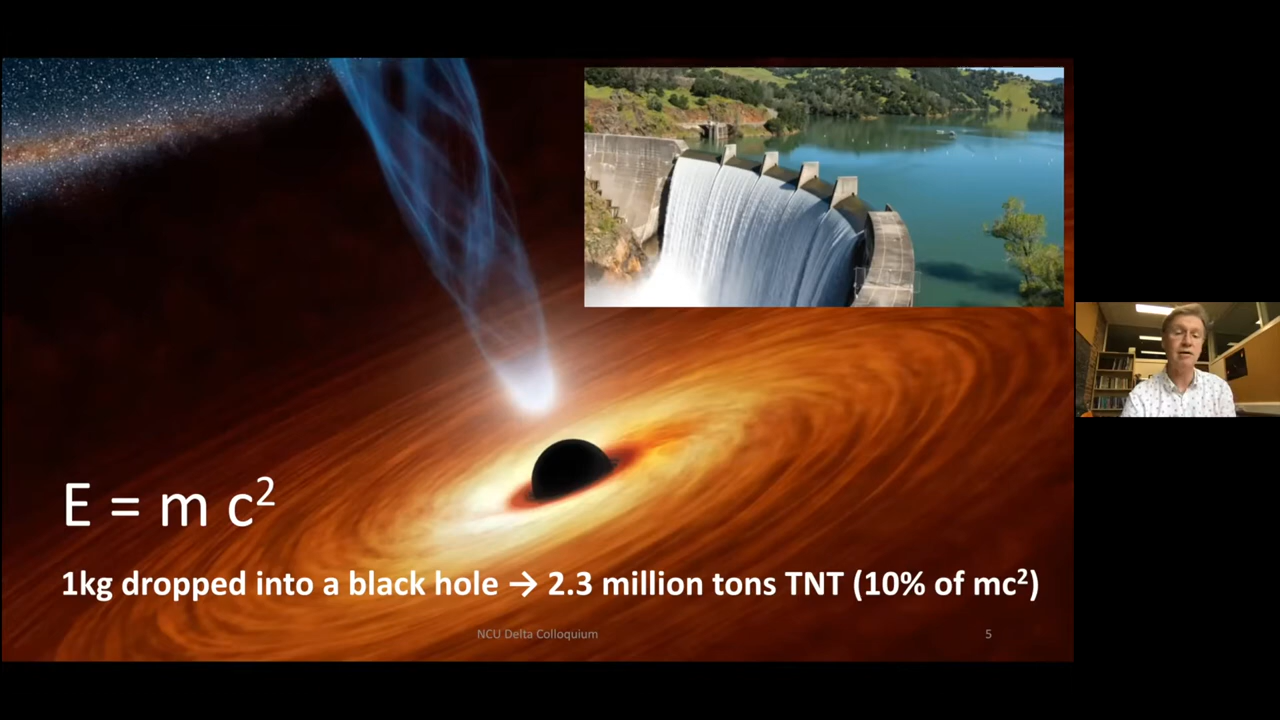 E = m c²
1kg dropped into a black hole → 2.3 million tons TNT (10% of mc²)
NCU Delta Colloquium
5